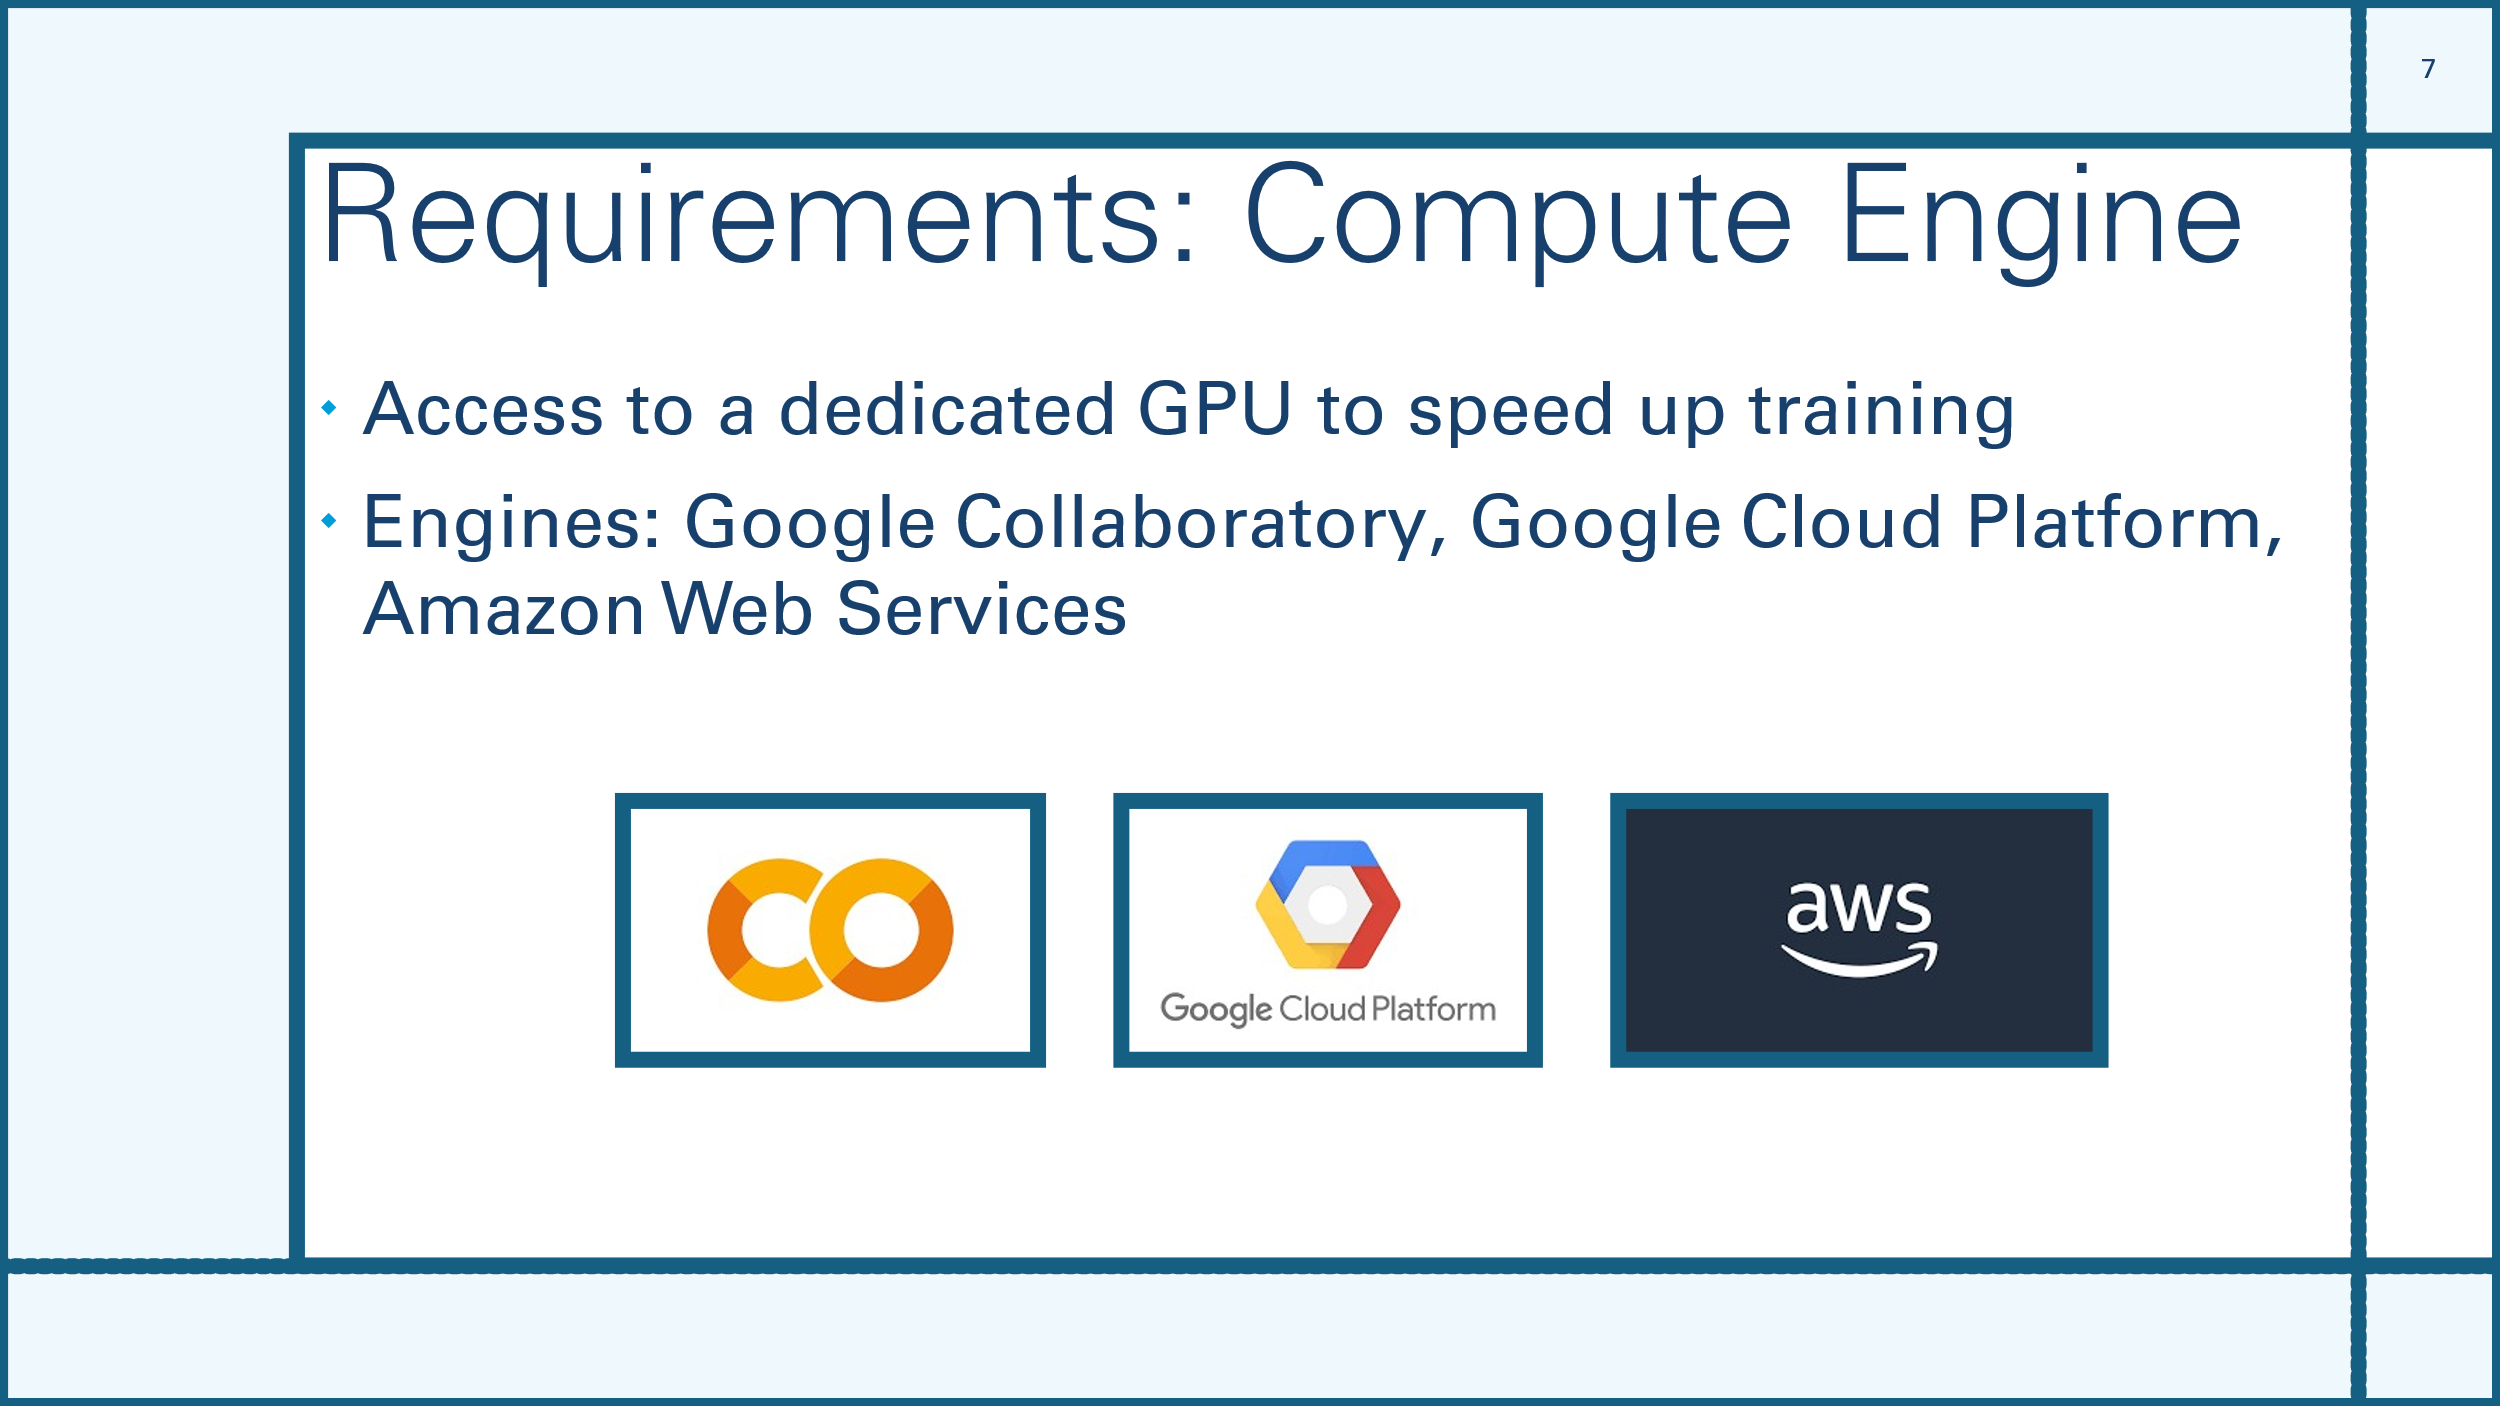 7
Requirements: Compute Engine
Access to a dedicated GPU to speed up training
Engines: Google Collaboratory, Google Cloud Platform,
Amazon Web Services
CO
Google Cloud Platform
aws